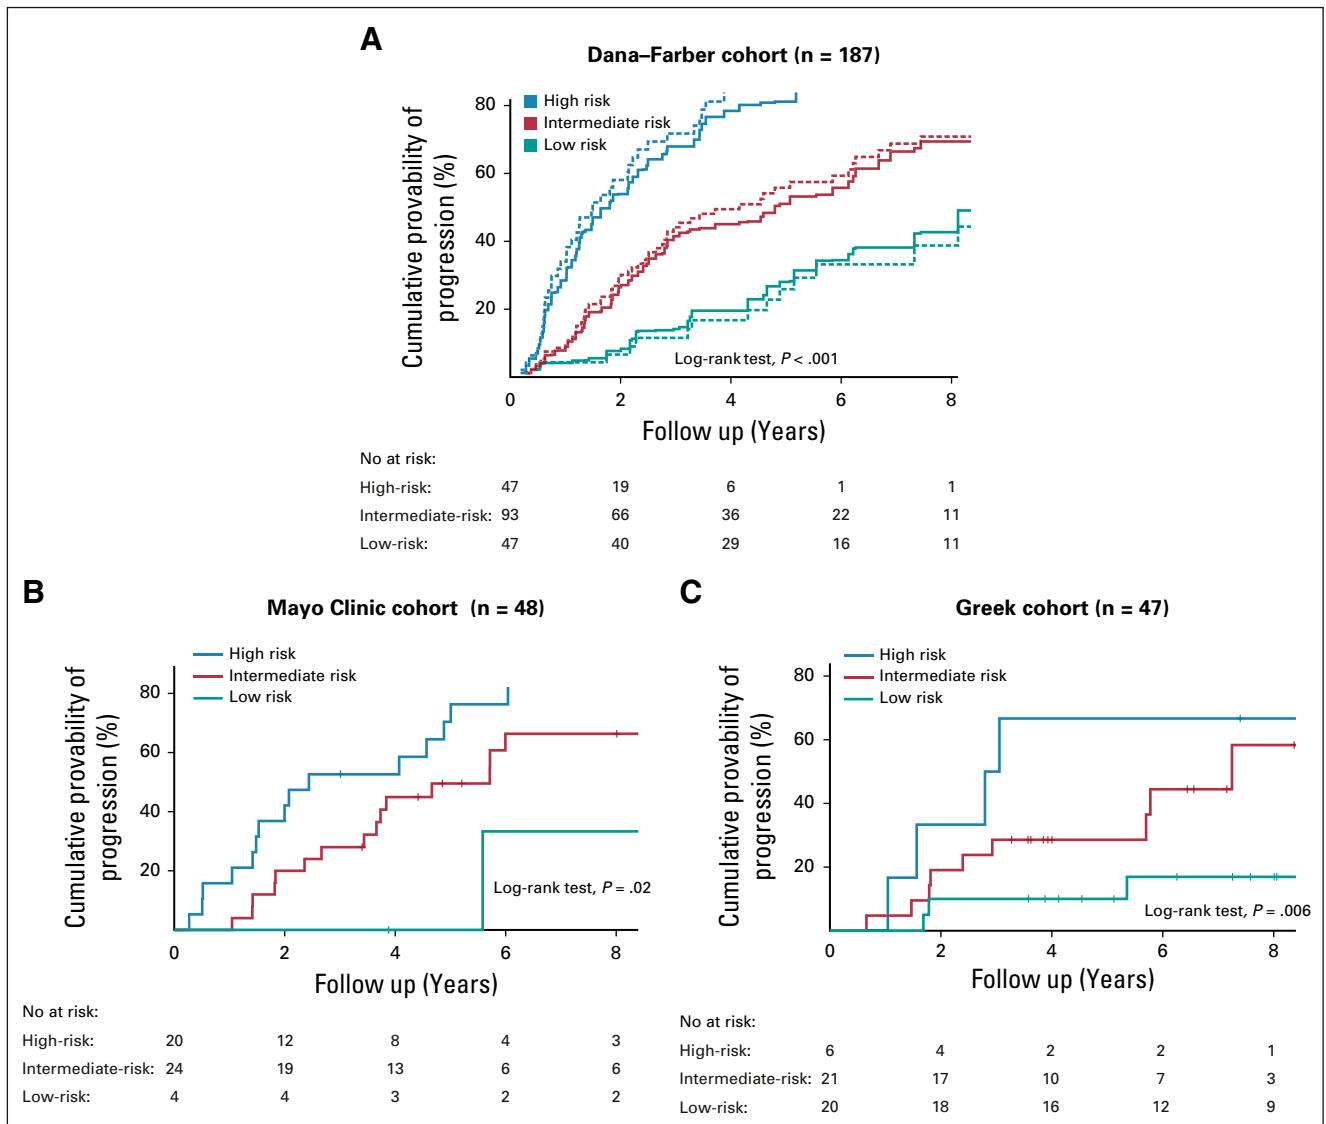 A
Dana–Farber cohort (n = 187)
Cumulative provability of
progression (%)
80
60
40
20
High risk
Intermediate risk
Low risk
Log-rank test, P < .001
0 2 4 6 8
Follow up (Years)
No at risk:
High-risk: 47 19 6 1 1
Intermediate-risk: 93 66 36 22 11
Low-risk: 47 40 29 16 11
B
Mayo Clinic cohort (n = 48)
Cumulative provability of
progression (%)
80
60
40
20
High risk
Intermediate risk
Low risk
Log-rank test, P = .02
0 2 4 6 8
Follow up (Years)
No at risk:
High-risk: 20 12 8 4 3
Intermediate-risk: 24 19 13 6 6
Low-risk: 4 4 3 2 2
C
Greek cohort (n = 47)
Cumulative provability of
progression (%)
80
60
40
20
High risk
Intermediate risk
Low risk
Log-rank test, P = .006
0 2 4 6 8
Follow up (Years)
No at risk:
High-risk: 6 4 2 2 1
Intermediate-risk: 21 17 10 7 3
Low-risk: 20 18 16 12 9